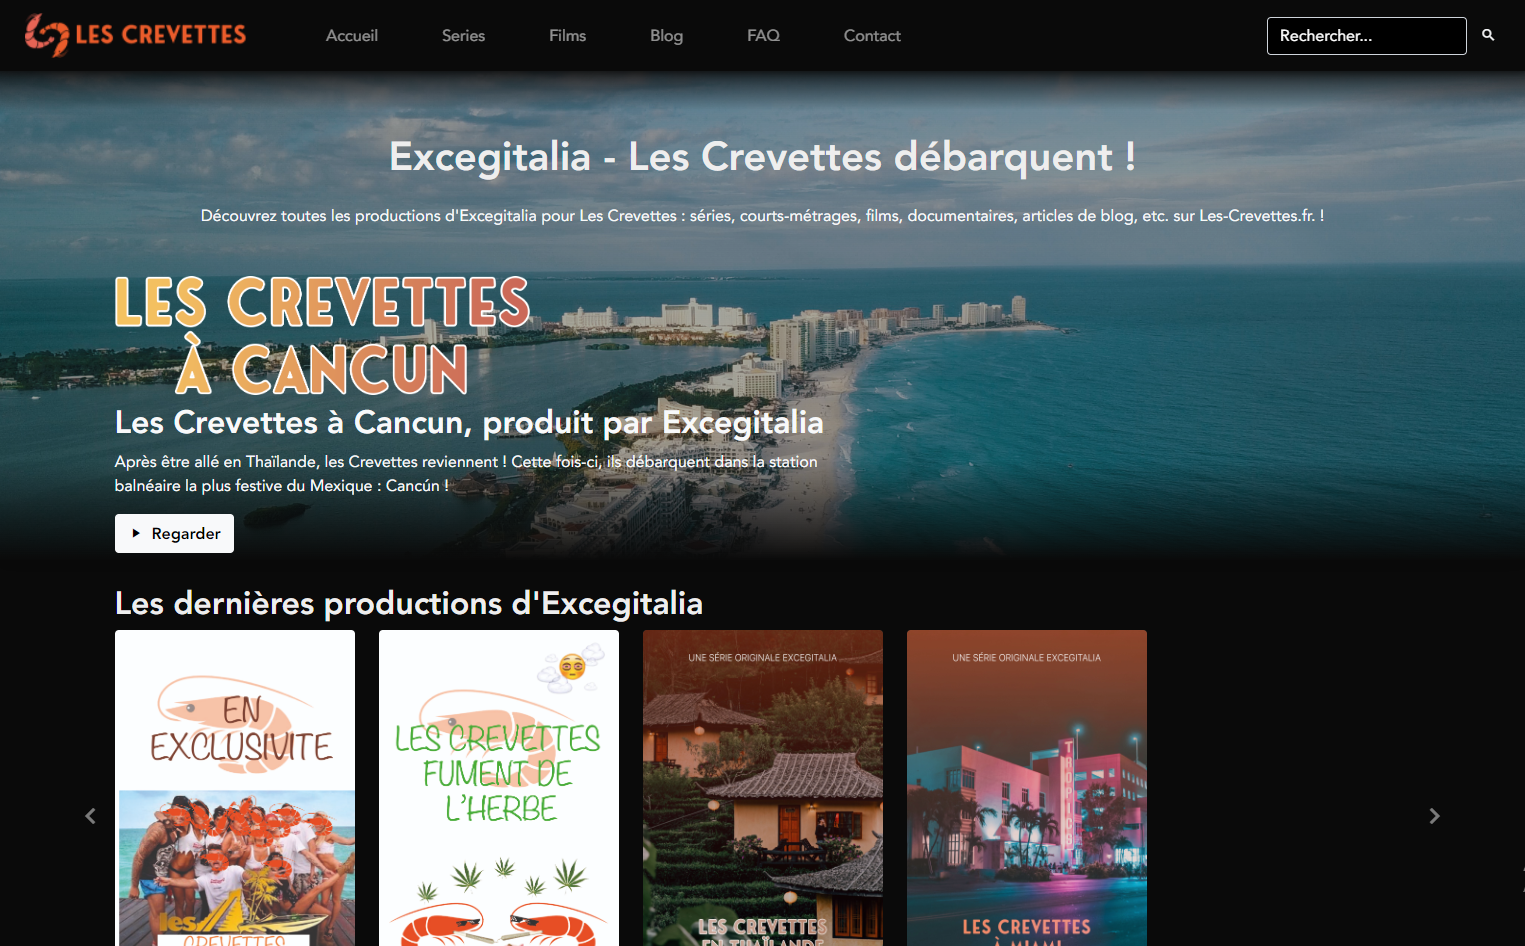 LES CREVETTES
Accueil
Series
Films
Blog
FAQ
Contact
Rechercher...
Excegitalia - Les Crevettes débarquent !
Découvrez toutes les productions d'Excegitalia pour Les Crevettes : séries, courts-métrages, films, documentaires, articles de blog, etc. sur Les-Crevettes.fr. !
LES CREVETTES
À CANCUN
Les Crevettes à Cancun, produit par Excegitalia
Après être allé en Thaïlande, les Crevettes reviennent ! Cette fois-ci, ils débarquent dans la station
balnéaire la plus festive du Mexique : Cancún !
Regarder
Les dernières productions d'Excegitalia
EN
EXCLUSIVITE
les
CREVETTES
LES CREVETTES
FUMENT DE
L'HERBE
UNE SÉRIE ORIGINALE EXCEGITALIA
LES CREVETTES
EN THAÏLANDE
UNE SÉRIE ORIGINALE EXCEGITALIA
TROPICS
LES CREVETTES
À MIAMI